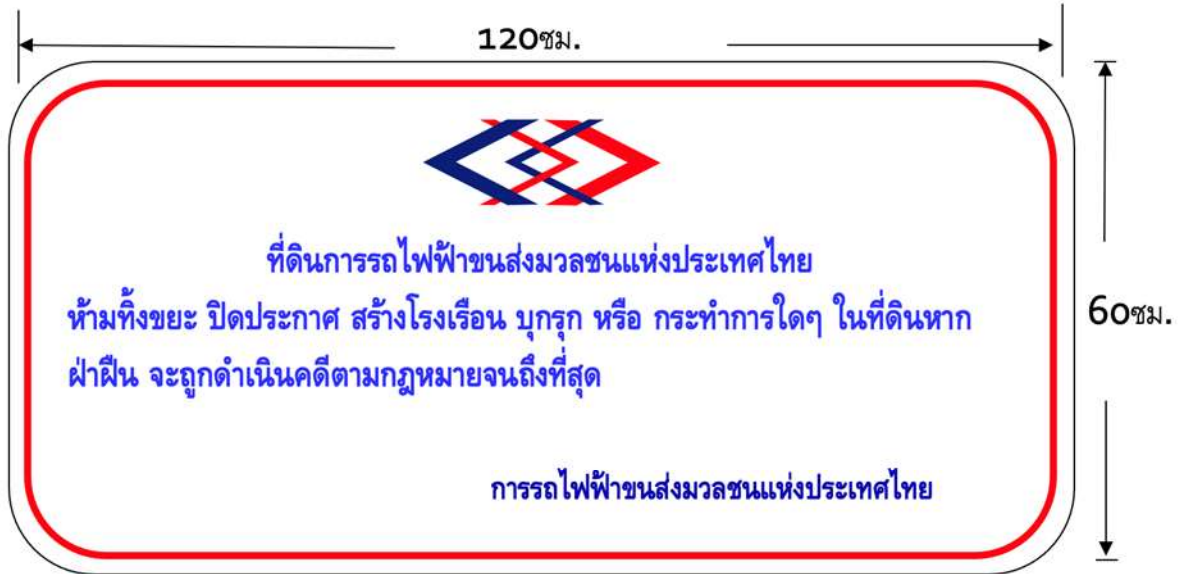 120ซม.
ที่ดินการรถไฟฟ้าขนส่งมวลชนแห่งประเทศไทย
ห้ามทิ้งขยะ ปิดประกาศ สร้างโรงเรือน บุกรุก หรือ กระทำการใดๆ ในที่ดินหาก
60ซม.
ฝ่าฝืน จะถูกดำเนินคดีตามกฎหมายจนถึงที่สุด
การรถไฟฟ้าขนส่งมวลชนแห่งประเทศไทย